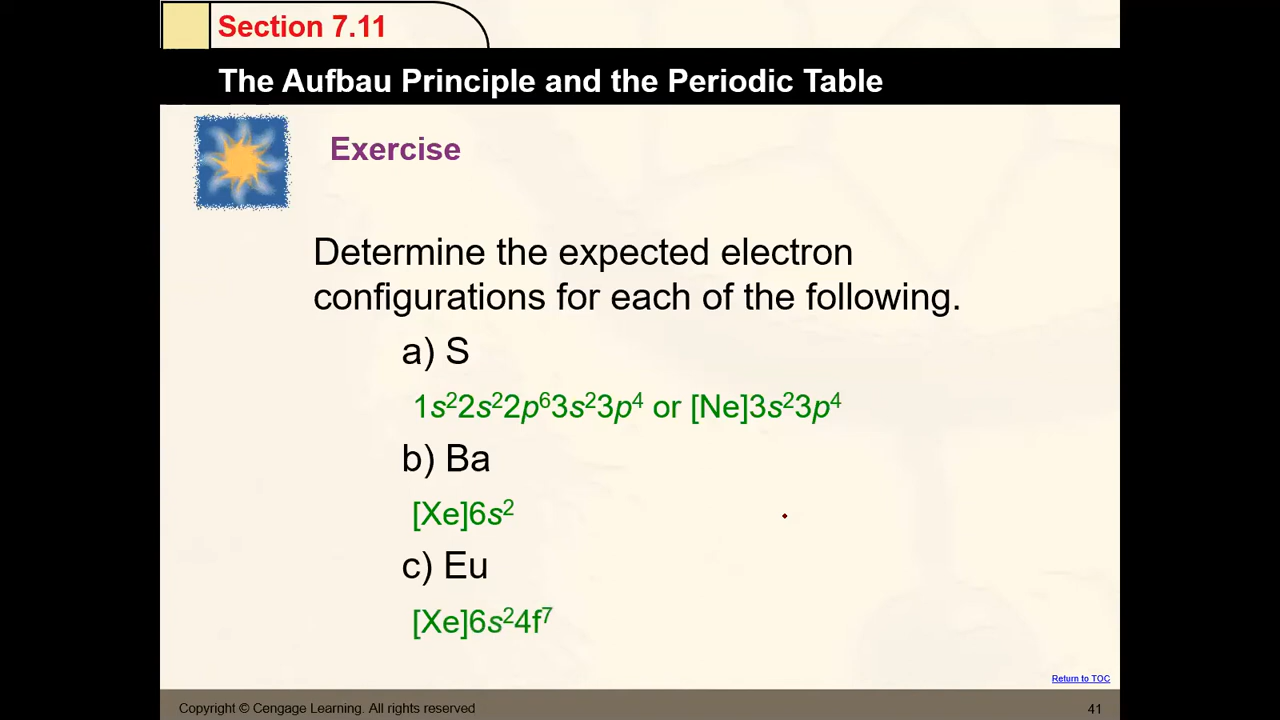 Section 7.11
The Aufbau Principle and the Periodic Table
Exercise
Determine the expected electron
configurations for each of the following.
a) S
1s²2s²2p⁶3s²3p⁴ or [Ne]3s²3p⁴
b) Ba
[Xe]6s²
c) Eu
[Xe]6s²4f⁷
Return to TOC
Copyright © Cengage Learning. All rights reserved
41